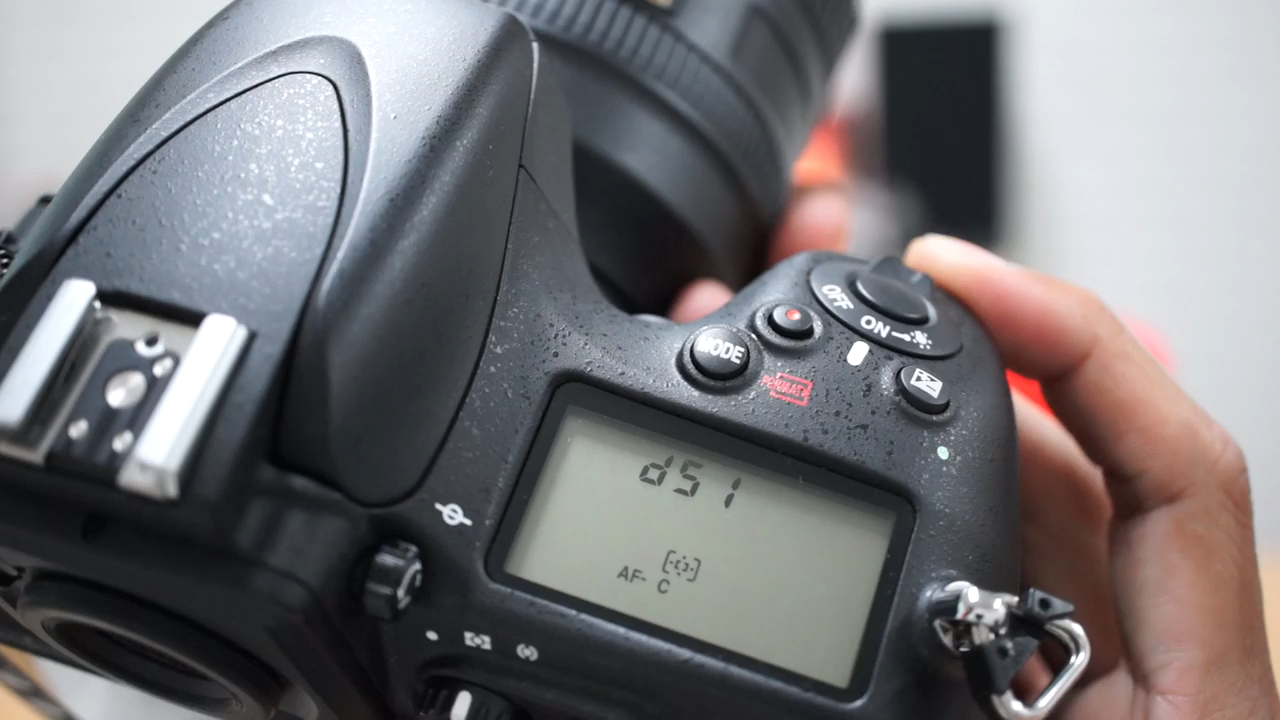 OFF
ON
MODE
FORMAT
d51
AF- C